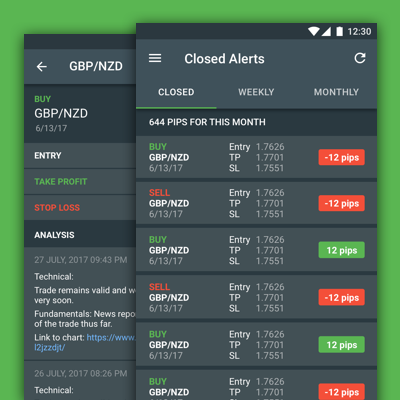 GBP/NZD
BUY
GBP/NZD
6/13/17
ENTRY
TAKE PROFIT
STOP LOSS
ANALYSIS
27 JULY, 2017 09:43 PM
Technical:
Trade remains valid and
very soon.
Fundamentals: News
of the trade thus far.
Link to chart: https://www.
l2jzzdjt/
26 JULY, 2017 08:26 PM
Technical:
12:30
Closed Alerts
CLOSED WEEKLY MONTHLY
644 PIPS FOR THIS MONTH
BUY Entry 1.7626
GBP/NZD TP 1.7701 -12 pips
6/13/17 SL 1.7551
SELL Entry 1.7626
GBP/NZD TP 1.7701 -12 pips
6/13/17 SL 1.7551
BUY Entry 1.7626
GBP/NZD TP 1.7701 12 pips
6/13/17 SL 1.7551
SELL Entry 1.7626
GBP/NZD TP 1.7701 -12 pips
6/13/17 SL 1.7551
BUY Entry 1.7626
GBP/NZD TP 1.7701 12 pips
6/13/17 SL 1.7551
BUY Entry 1.7626
GBP/NZD TP 1.7701 -12 pips